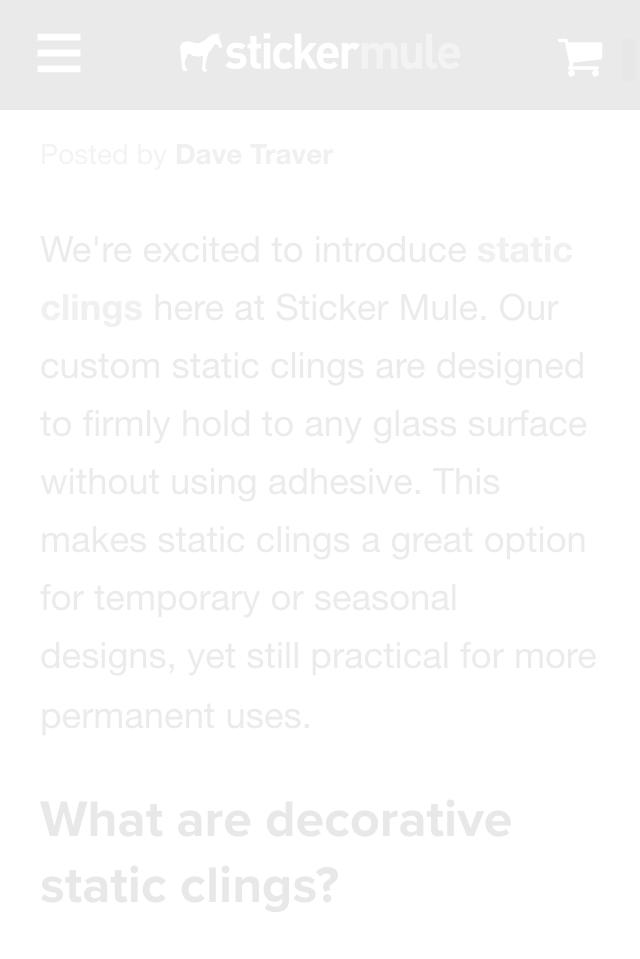 stickermule
Posted by Dave Traver
We're excited to introduce static
clings here at Sticker Mule. Our
custom static clings are designed
to firmly hold to any glass surface
without using adhesive. This
makes static clings a great option
for temporary or seasonal
designs, yet still practical for more
permanent uses.
What are decorative
static clings?